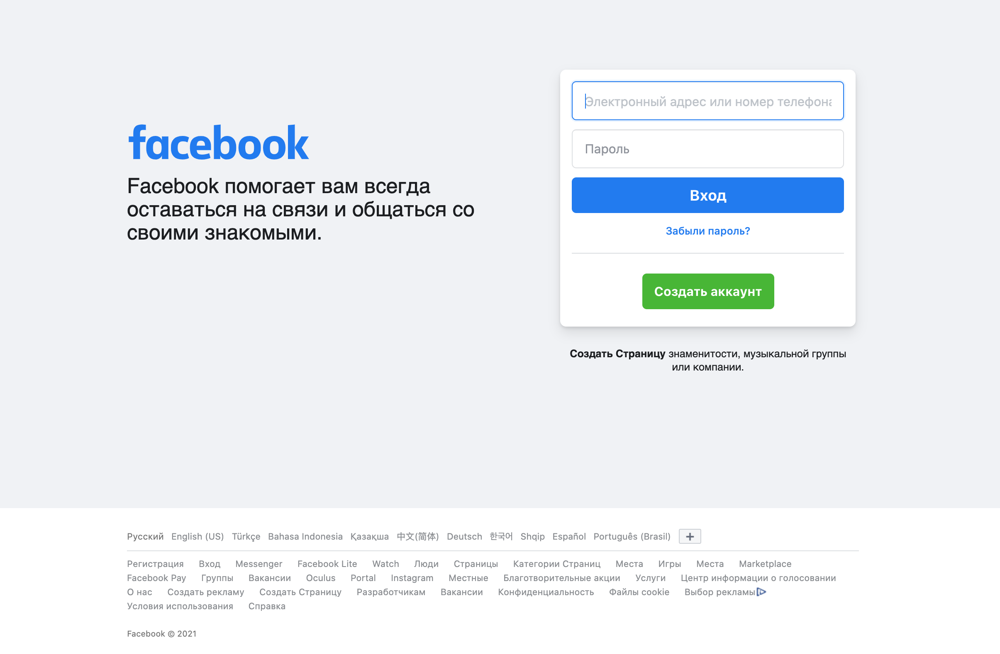 facebook
Facebook помогает вам всегда
оставаться на связи и общаться со
своими знакомыми.
Электронный адрес или номер телефона
Пароль
Вход
Забыли пароль?
Создать аккаунт
Создать Страницу знаменитости, музыкальной группы
или компании.
Русский English (US) Türkçe Bahasa Indonesia Қазақша 中文(简体) Deutsch 한국어 Shqip Español Português (Brasil) +
Регистрация Вход Messenger Facebook Lite Watch Люди Страницы Категории Страниц Места Игры Места Marketplace
Facebook Pay Группы Вакансии Oculus Portal Instagram Местные Благотворительные акции Услуги Центр информации о голосовании
О нас Создать рекламу Создать Страницу Разработчикам Вакансии Конфиденциальность Файлы cookie Выбор рекламы
Условия использования Справка
Facebook © 2021